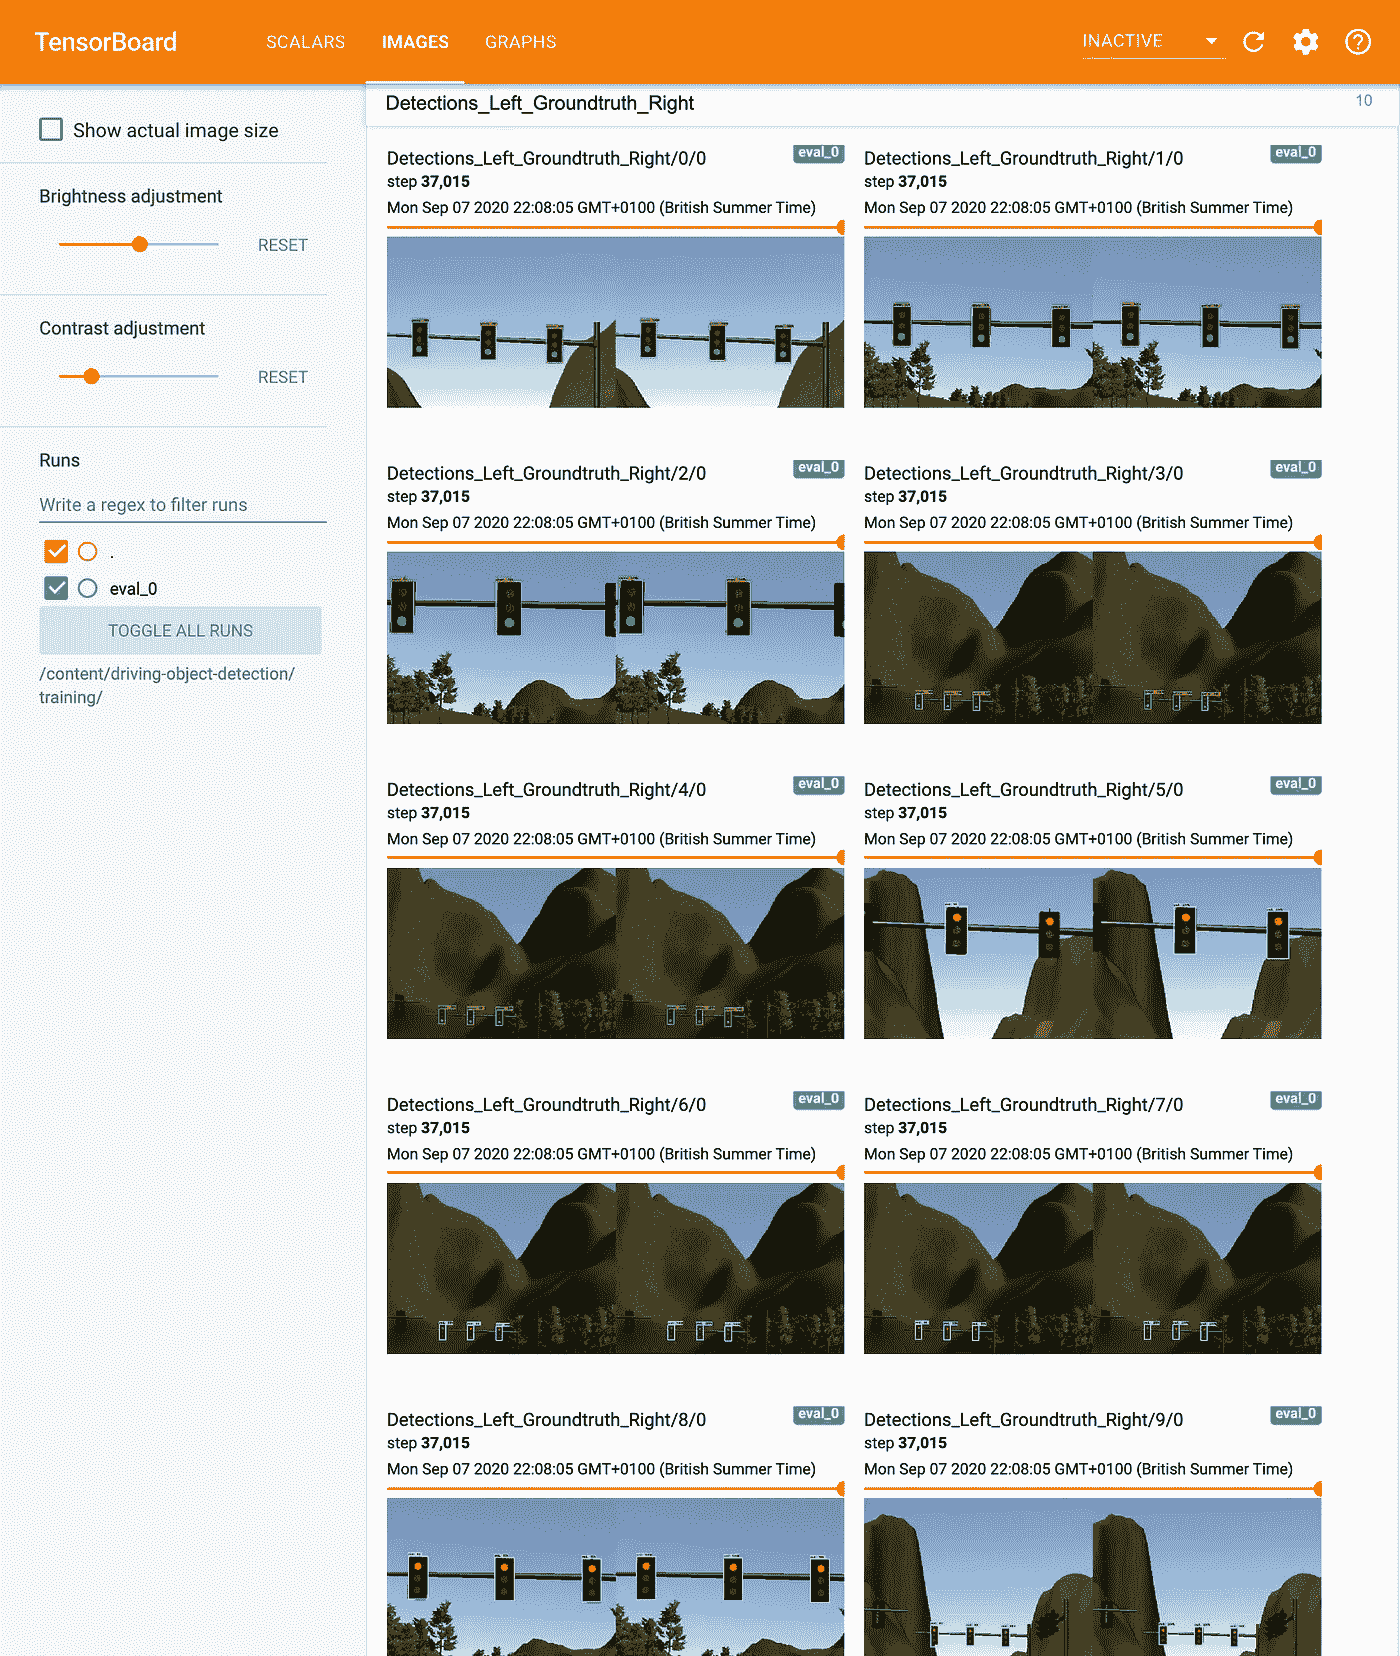 TensorBoard
SCALARS
IMAGES
GRAPHS
INACTIVE
Show actual image size
Brightness adjustment
RESET
Contrast adjustment
RESET
Runs
Write a regex to filter runs
.
eval_0
TOGGLE ALL RUNS
/content/driving-object-detection/
training/
Detections_Left_Groundtruth_Right
10
Detections_Left_Groundtruth_Right/0/0
eval_0
step 37,015
Mon Sep 07 2020 22:08:05 GMT+0100 (British Summer Time)
Detections_Left_Groundtruth_Right/1/0
eval_0
step 37,015
Mon Sep 07 2020 22:08:05 GMT+0100 (British Summer Time)
Detections_Left_Groundtruth_Right/2/0
eval_0
step 37,015
Mon Sep 07 2020 22:08:05 GMT+0100 (British Summer Time)
Detections_Left_Groundtruth_Right/3/0
eval_0
step 37,015
Mon Sep 07 2020 22:08:05 GMT+0100 (British Summer Time)
Detections_Left_Groundtruth_Right/4/0
eval_0
step 37,015
Mon Sep 07 2020 22:08:05 GMT+0100 (British Summer Time)
Detections_Left_Groundtruth_Right/5/0
eval_0
step 37,015
Mon Sep 07 2020 22:08:05 GMT+0100 (British Summer Time)
Detections_Left_Groundtruth_Right/6/0
eval_0
step 37,015
Mon Sep 07 2020 22:08:05 GMT+0100 (British Summer Time)
Detections_Left_Groundtruth_Right/7/0
eval_0
step 37,015
Mon Sep 07 2020 22:08:05 GMT+0100 (British Summer Time)
Detections_Left_Groundtruth_Right/8/0
eval_0
step 37,015
Mon Sep 07 2020 22:08:05 GMT+0100 (British Summer Time)
Detections_Left_Groundtruth_Right/9/0
eval_0
step 37,015
Mon Sep 07 2020 22:08:05 GMT+0100 (British Summer Time)